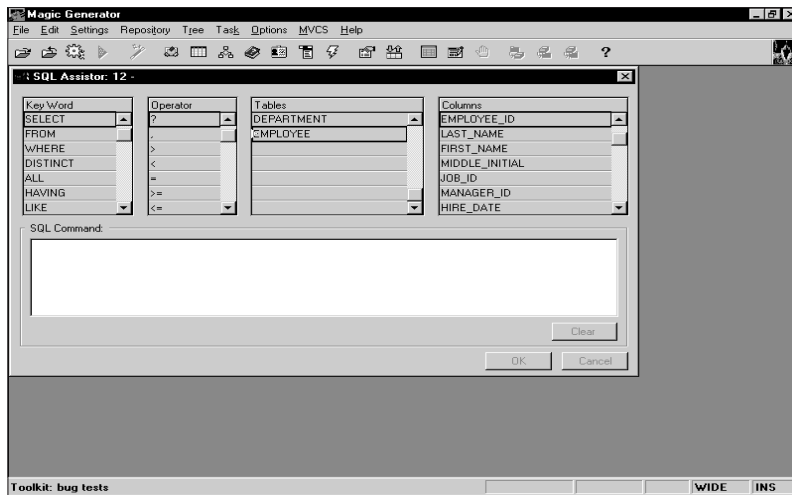 Magic Generator
File Edit Settings Repository Tree Task Options MVCS Help
SQL Assistor: 12 -
Key Word Operator Tables Columns
SELECT ? DEPARTMENT EMPLOYEE_ID
FROM , EMPLOYEE LAST_NAME
WHERE > FIRST_NAME
DISTINCT < MIDDLE_INITIAL
ALL = JOB_ID
HAVING >= MANAGER_ID
LIKE <= HIRE_DATE
SQL Command:
Clear
OK Cancel
Toolkit: bug tests WIDE INS